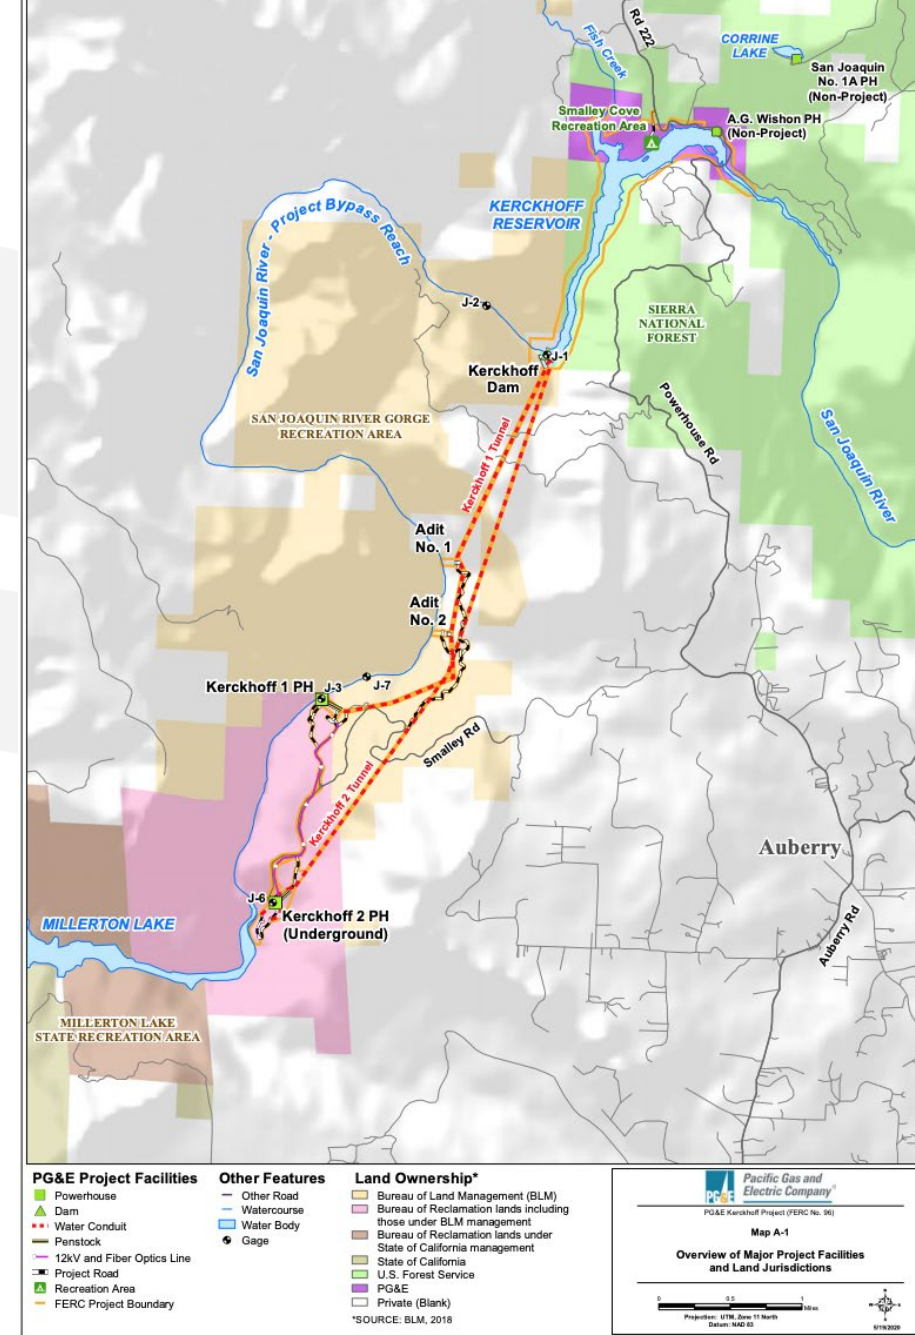 Rd 222
Fish Creek
CORRINE
LAKE
San Joaquin
No. 1A PH
(Non-Project)
Smalley Cove
Recreation Area
A.G. Wishon PH
(Non-Project)
KERCKHOFF
RESERVOIR
San Joaquin River - Project Bypass Reach
J-2
SIERRA
NATIONAL
FOREST
J-1
Kerckhoff
Dam
Powerhouse Rd
San Joaquin River
SAN JOAQUIN RIVER GORGE
RECREATION AREA
Kerckhoff 1 Tunnel
Adit
No. 1
Adit
No. 2
Kerckhoff 1 PH
J-3
J-7
Smalley Rd
Kerckhoff 2 Tunnel
Auberry
J-6
Kerckhoff 2 PH
(Underground)
MILLERTON LAKE
Auberry Rd
MILLERTON LAKE
STATE RECREATION AREA
PG&E Project Facilities
Powerhouse
Dam
Water Conduit
Penstock
12kV and Fiber Optics Line
Project Road
Recreation Area
FERC Project Boundary
Other Features
Other Road
Watercourse
Water Body
Gage
Land Ownership*
Bureau of Land Management (BLM)
Bureau of Reclamation lands including
those under BLM management
Bureau of Reclamation lands under
State of California management
State of California
U.S. Forest Service
PG&E
Private (Blank)
*SOURCE: BLM, 2018
PG&E
Pacific Gas and
Electric Company®
PG&E Kerckhoff Project (FERC No. 96)
Map A-1
Overview of Major Project Facilities
and Land Jurisdictions
0 0.5 1
Miles
Projection: UTM, Zone 11 North
Datum: NAD 83
5/19/2020